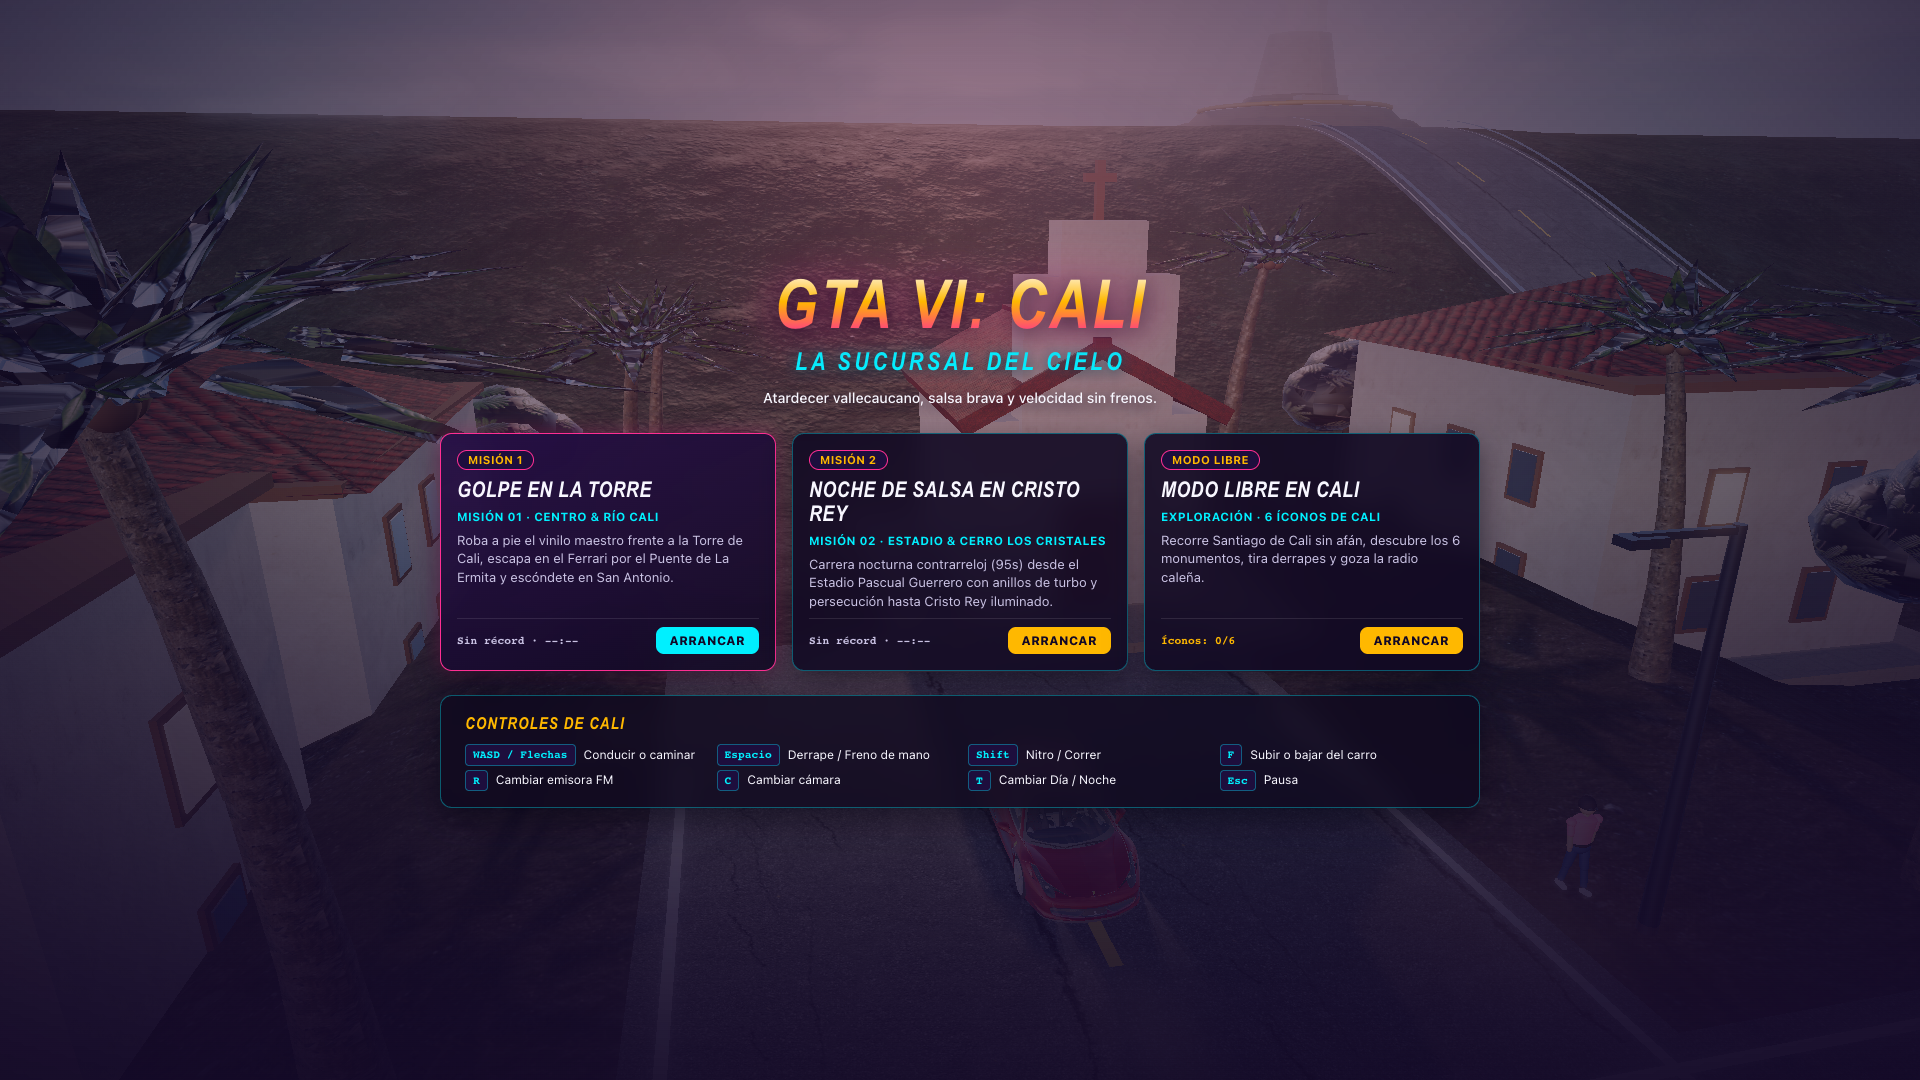 GTA VI: CALI
LA SUCURSAL DEL CIELO
Atardecer vallecaucano, salsa brava y velocidad sin frenos.
MISIÓN 1
GOLPE EN LA TORRE
MISIÓN 01 · CENTRO & RÍO CALI
Roba a pie el vinilo maestro frente a la Torre de
Cali, escapa en el Ferrari por el Puente de La
Ermita y escóndete en San Antonio.
Sin récord · --:--
ARRANCAR
MISIÓN 2
NOCHE DE SALSA EN CRISTO
REY
MISIÓN 02 · ESTADIO & CERRO LOS CRISTALES
Carrera nocturna contrarreloj (95s) desde el
Estadio Pascual Guerrero con anillos de turbo y
persecución hasta Cristo Rey iluminado.
Sin récord · --:--
ARRANCAR
MODO LIBRE
MODO LIBRE EN CALI
EXPLORACIÓN · 6 ÍCONOS DE CALI
Recorre Santiago de Cali sin afán, descubre los 6
monumentos, tira derrapes y goza la radio
caleña.
Íconos: 0/6
ARRANCAR
CONTROLES DE CALI
WASD / Flechas Conducir o caminar
Espacio Derrape / Freno de mano
Shift Nitro / Correr
F Subir o bajar del carro
R Cambiar emisora FM
C Cambiar cámara
T Cambiar Día / Noche
Esc Pausa